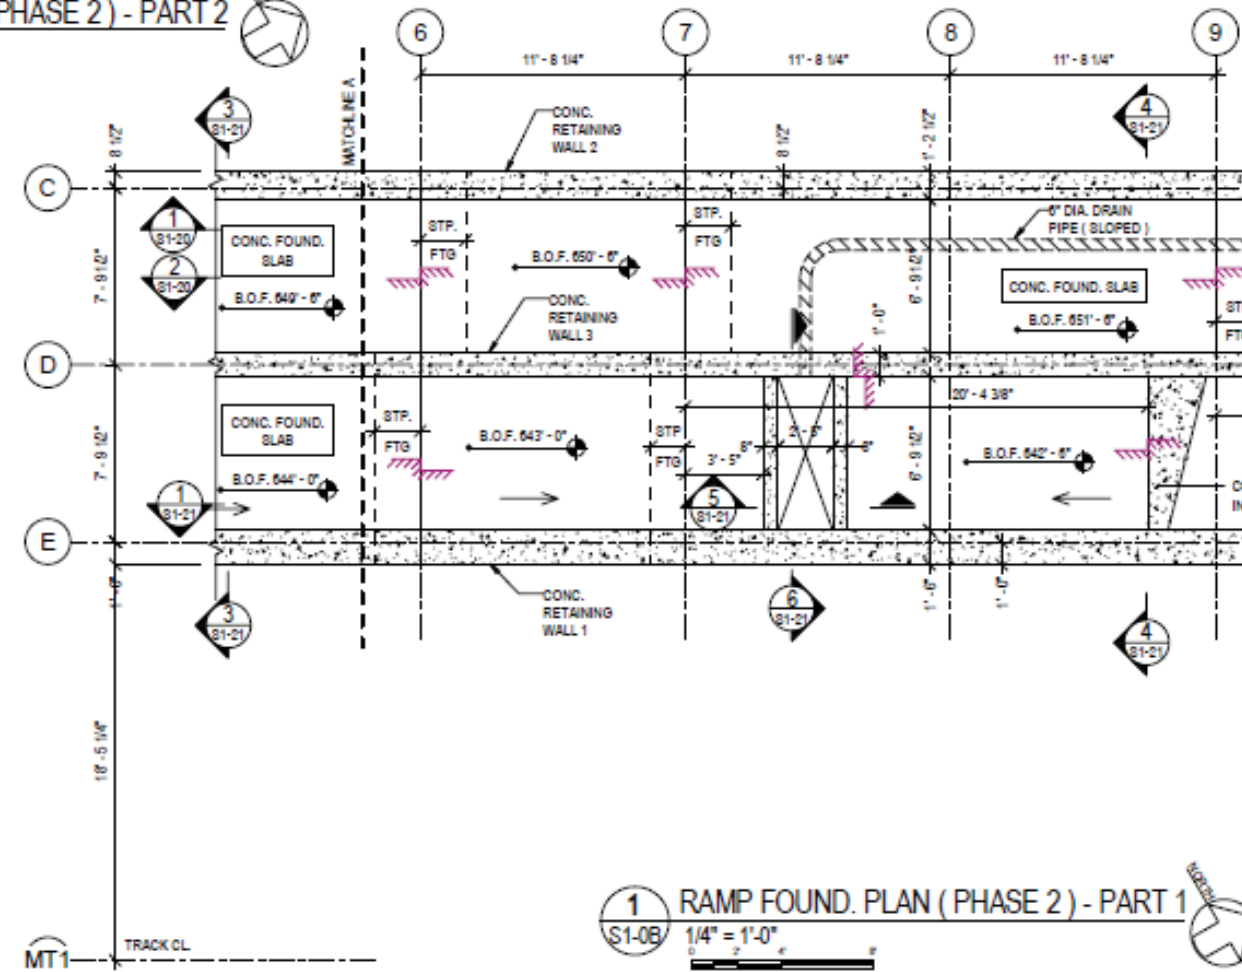 PHASE 2 ) - PART 2
6
7
8
9
11' - 8 1/4"
11' - 8 1/4"
11' - 8 1/4"
MATCHLINE A
3
S1-21
4
S1-21
8 1/2"
CONC.
RETAINING
WALL 2
8 1/2"
1' - 2 1/2"
C
1
S1-20
2
S1-20
CONC. FOUND.
SLAB
B.O.F. 649' - 6"
STP.
FTG
B.O.F. 650' - 6"
STP.
FTG
6" DIA. DRAIN
PIPE ( SLOPED )
CONC. FOUND. SLAB
B.O.F. 651' - 6"
7' - 9 1/2"
6' - 9 1/2"
CONC.
RETAINING
WALL 3
1' - 0"
D
CONC. FOUND.
SLAB
B.O.F. 644' - 0"
STP.
FTG
B.O.F. 643' - 0"
STP
FTG
3' - 5"
8"
8"
20' - 4 3/8"
B.O.F. 642' - 6"
7' - 9 1/2"
6' - 9 1/2"
1
S1-21
5
S1-21
E
1' - 6"
1' - 6"
1' - 0"
3
S1-21
CONC.
RETAINING
WALL 1
6
S1-21
4
S1-21
18' - 5 1/4"
1
S1-0B
RAMP FOUND. PLAN ( PHASE 2 ) - PART 1
1/4" = 1'-0"
0 2' 4' 8'
NORTH
MT1
TRACK CL